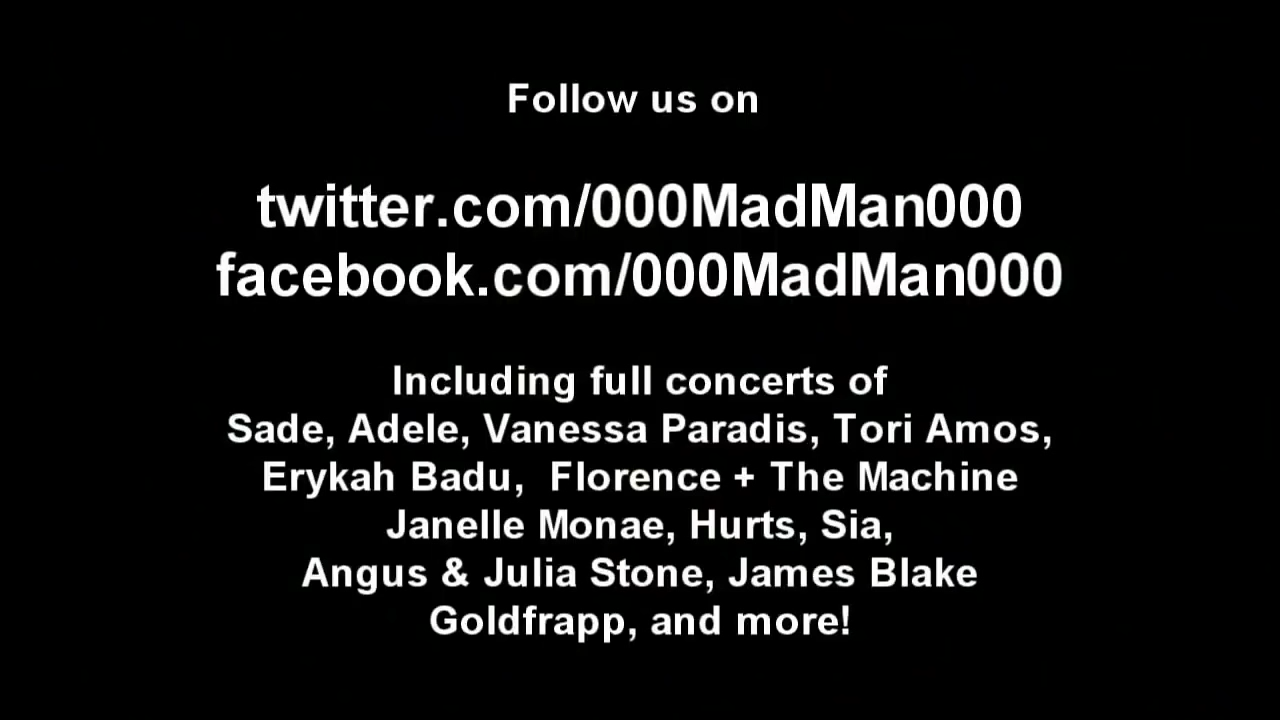 Follow us on
twitter.com/000MadMan000
facebook.com/000MadMan000
Including full concerts of
Sade, Adele, Vanessa Paradis, Tori Amos,
Erykah Badu,  Florence + The Machine
Janelle Monae, Hurts, Sia,
Angus & Julia Stone, James Blake
Goldfrapp, and more!